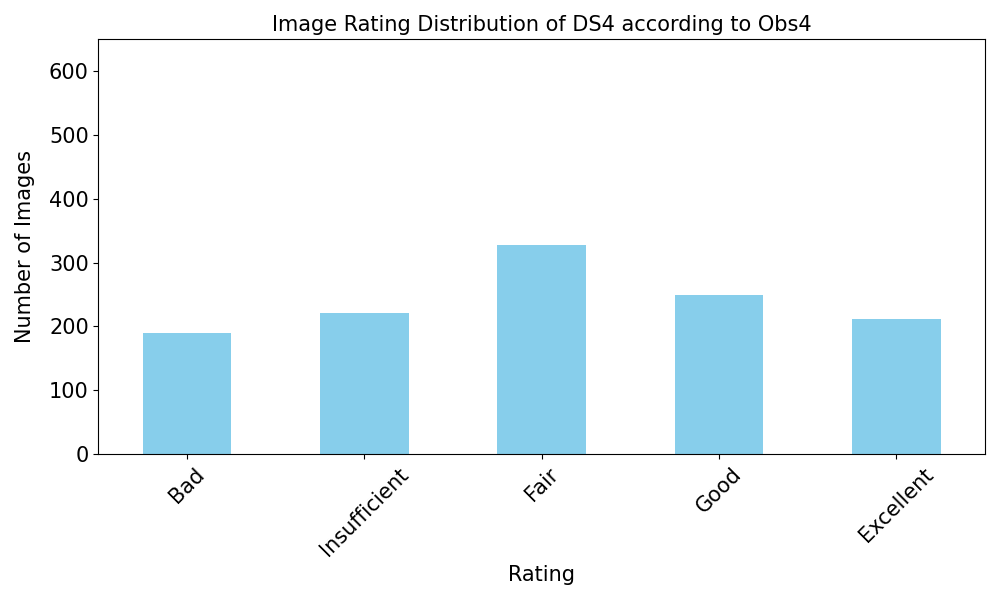 Image Rating Distribution of DS4 according to Obs4
600
500
400
300
200
100
0
Number of Images
Bad
Insufficient
Fair
Good
Excellent
Rating